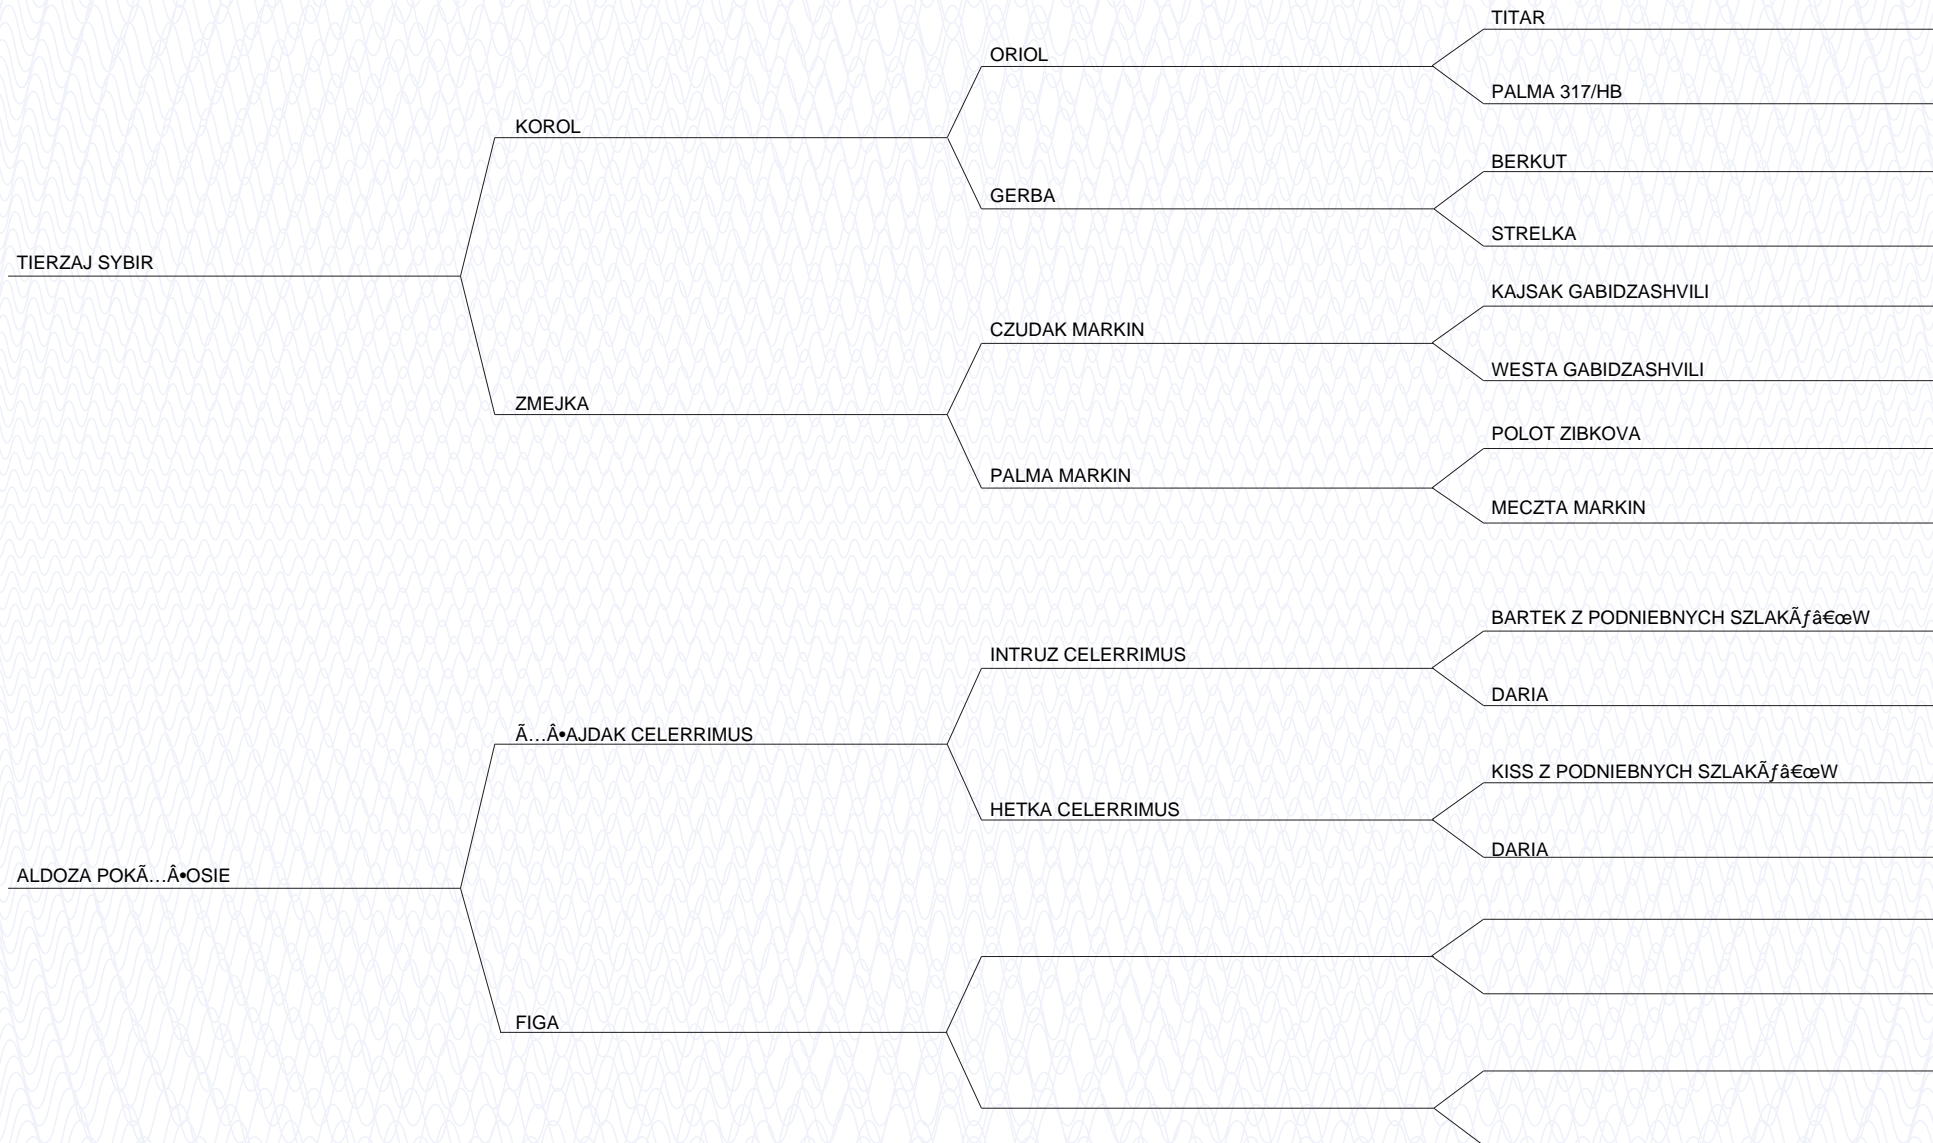 TITAR
ORIOL
PALMA 317/HB
KOROL
BERKUT
GERBA
STRELKA
TIERZAJ SYBIR
KAJSAK GABIDZASHVILI
CZUDAK MARKIN
WESTA GABIDZASHVILI
ZMEJKA
POLOT ZIBKOVA
PALMA MARKIN
MECZTA MARKIN
BARTEK Z PODNIEBNYCH SZLAKÃƒâ€œW
INTRUZ CELERRIMUS
DARIA
Ã…Â•AJDAK CELERRIMUS
KISS Z PODNIEBNYCH SZLAKÃƒâ€œW
HETKA CELERRIMUS
DARIA
ALDOZA POKÃ…Â•OSIE
FIGA